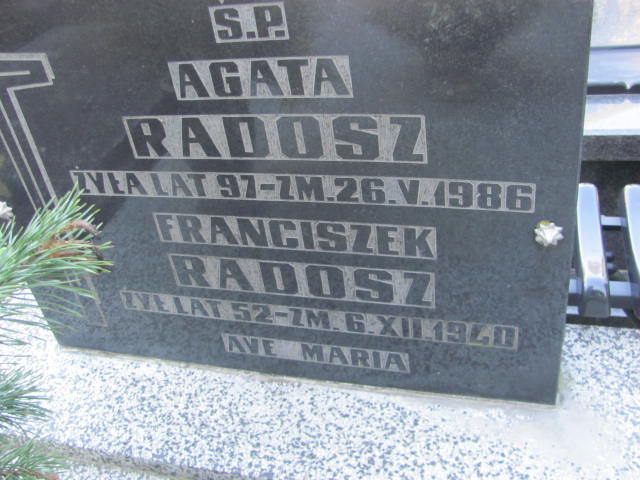 Ś.P.
AGATA
RADOSZ
ŻYŁA LAT 97-ZM. 26. V. 1986
FRANCISZEK
RADOSZ
ŻYŁ LAT 52-ZM. 6. XII. 1940
AVE MARIA